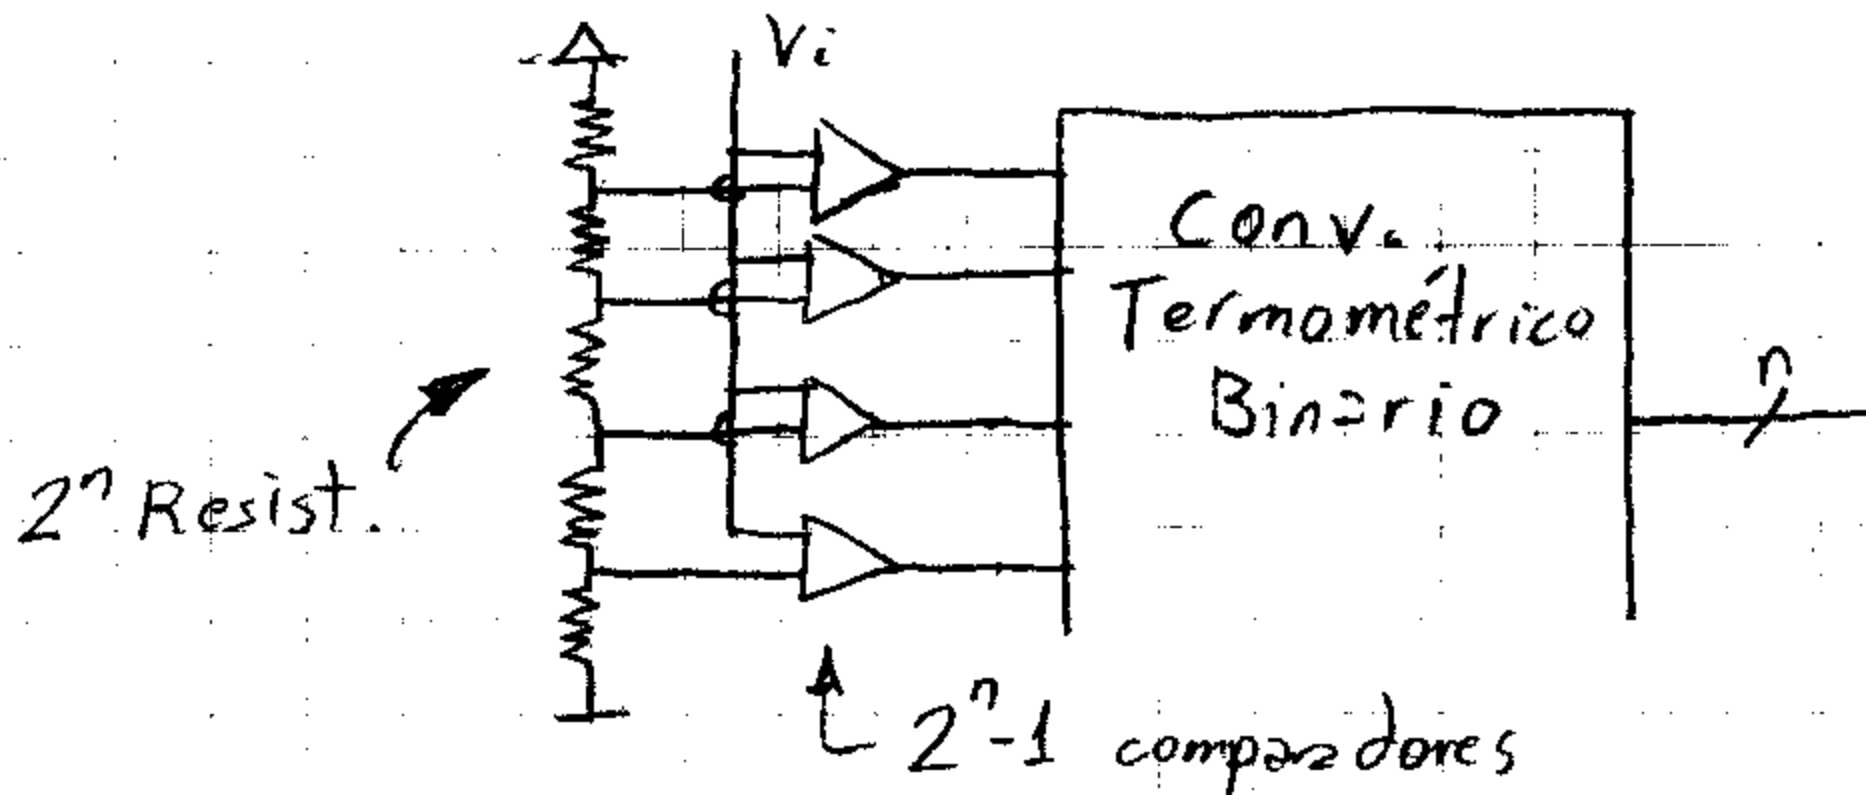 Vi
Conv.
Termométrico
Binario
n
2ⁿ Resist.
2ⁿ-1 comparadores